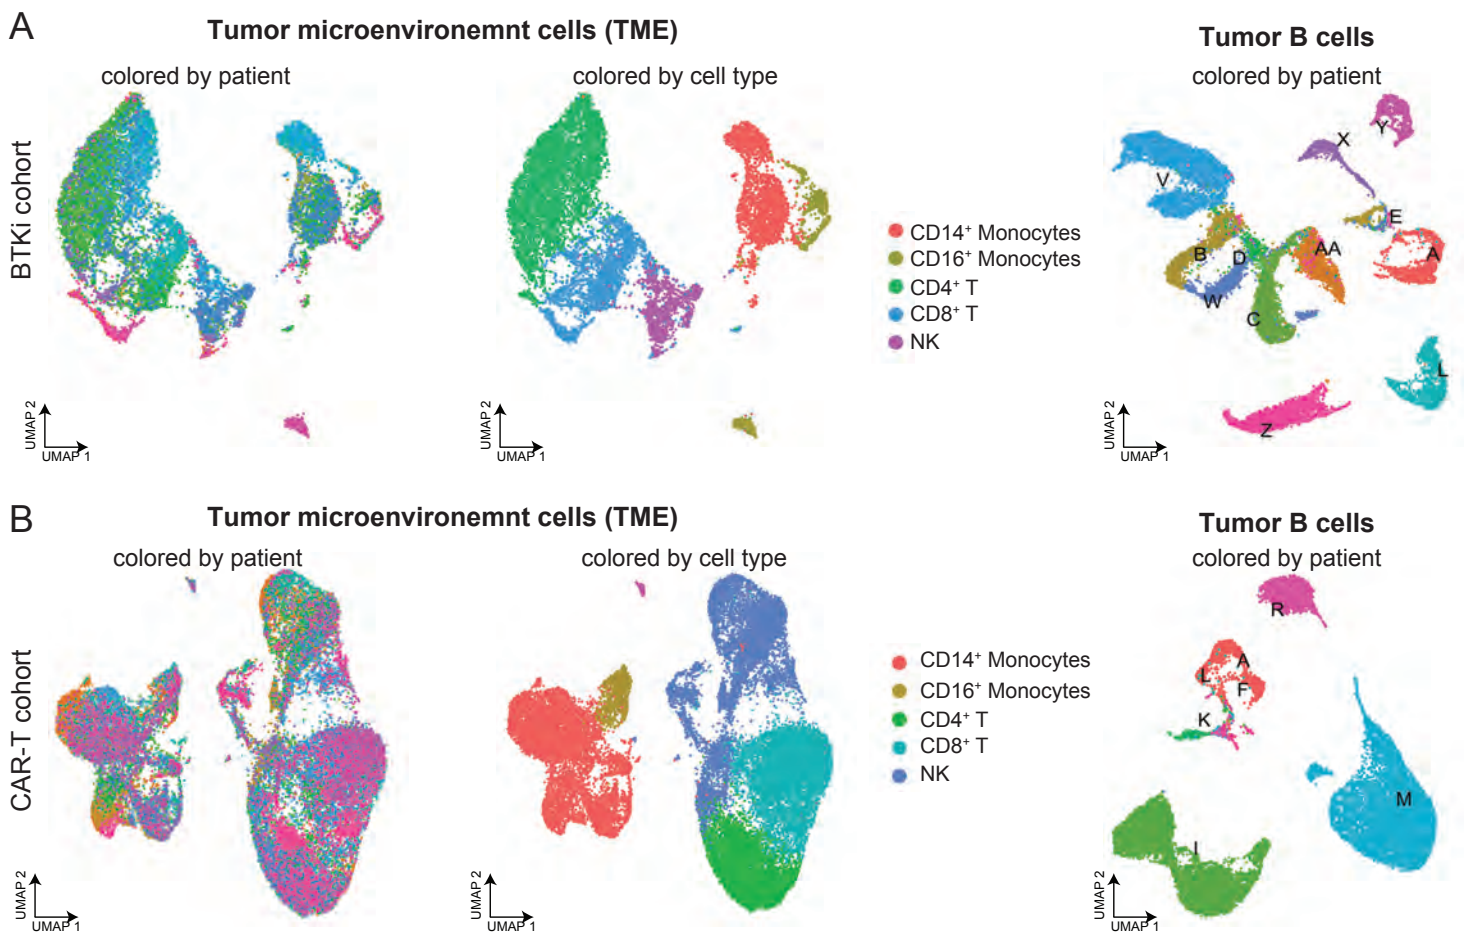 A
Tumor microenvironemnt cells (TME)
Tumor B cells
colored by patient
colored by cell type
colored by patient
BTKi cohort
CD14⁺ Monocytes
CD16⁺ Monocytes
CD4⁺ T
CD8⁺ T
NK
Y
X
V
E
B
D
AA
A
W
C
L
Z
UMAP 2
UMAP 1
UMAP 2
UMAP 1
UMAP 2
UMAP 1
B
Tumor microenvironemnt cells (TME)
Tumor B cells
colored by patient
colored by cell type
colored by patient
CAR-T cohort
CD14⁺ Monocytes
CD16⁺ Monocytes
CD4⁺ T
CD8⁺ T
NK
R
A
L
F
K
M
I
UMAP 2
UMAP 1
UMAP 2
UMAP 1
UMAP 2
UMAP 1